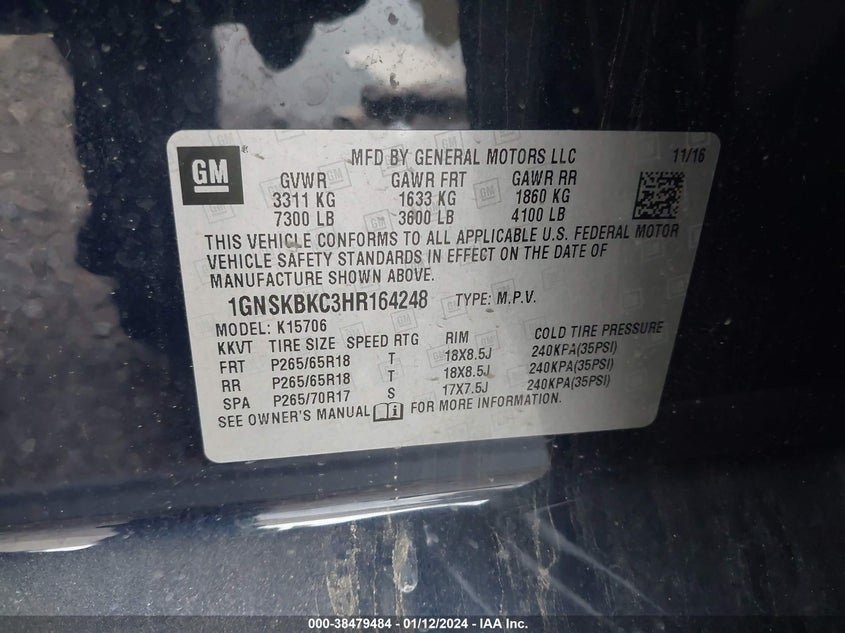 GM
MFD BY GENERAL MOTORS LLC 11/16
GVWR GAWR FRT GAWR RR
3311 KG 1633 KG 1860 KG
7300 LB 3600 LB 4100 LB
THIS VEHICLE CONFORMS TO ALL APPLICABLE U.S. FEDERAL MOTOR
VEHICLE SAFETY STANDARDS IN EFFECT ON THE DATE OF
MANUFACTURE SHOWN ABOVE.
1GNSKBKC3HR164248 TYPE: M.P.V.
MODEL: K15706
KKVT TIRE SIZE SPEED RTG RIM COLD TIRE PRESSURE
FRT P265/65R18 T 18X8.5J 240KPA(35PSI)
RR P265/65R18 T 18X8.5J 240KPA(35PSI)
SPA P265/70R17 S 17X7.5J 240KPA(35PSI)
SEE OWNER'S MANUAL FOR MORE INFORMATION.
000-38479484 - 01/12/2024 - IAA Inc.